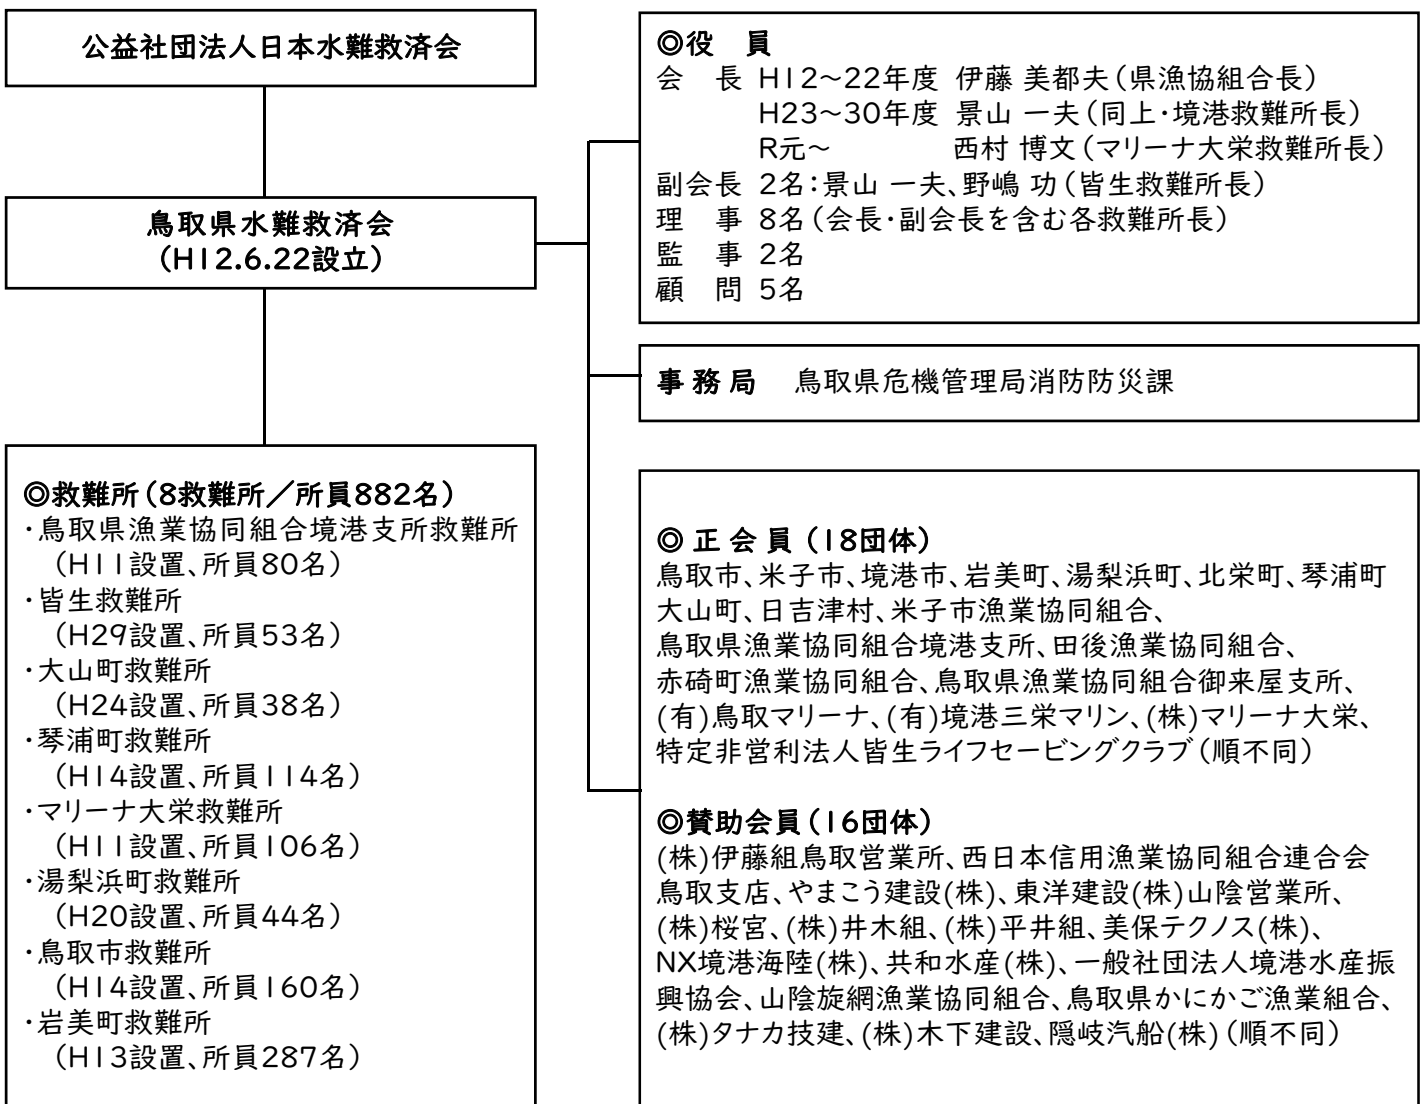 公益社団法人日本水難救済会
鳥取県水難救済会
(H12.6.22設立)
◎役　員
会　長 H12～22年度 伊藤 美都夫(県漁協組合長)
H23～30年度 景山 一夫(同上・境港救難所長)
R元～ 西村 博文(マリーナ大栄救難所長)
副会長 2名:景山 一夫、野嶋 功(皆生救難所長)
理　事 8名(会長・副会長を含む各救難所長)
監　事 2名
顧　問 5名
事務局　鳥取県危機管理局消防防災課
◎救難所(8救難所／所員882名)
・鳥取県漁業協同組合境港支所救難所
(H11設置、所員80名)
・皆生救難所
(H29設置、所員53名)
・大山町救難所
(H24設置、所員38名)
・琴浦町救難所
(H14設置、所員114名)
・マリーナ大栄救難所
(H11設置、所員106名)
・湯梨浜町救難所
(H20設置、所員44名)
・鳥取市救難所
(H14設置、所員160名)
・岩美町救難所
(H13設置、所員287名)
◎正会員(18団体)
鳥取市、米子市、境港市、岩美町、湯梨浜町、北栄町、琴浦町
大山町、日吉津村、米子市漁業協同組合、
鳥取県漁業協同組合境港支所、田後漁業協同組合、
赤碕町漁業協同組合、鳥取県漁業協同組合御来屋支所、
(有)鳥取マリーナ、(有)境港三栄マリン、(株)マリーナ大栄、
特定非営利法人皆生ライフセービングクラブ(順不同)
◎賛助会員(16団体)
(株)伊藤組鳥取営業所、西日本信用漁業協同組合連合会
鳥取支店、やまこう建設(株)、東洋建設(株)山陰営業所、
(株)桜宮、(株)井木組、(株)平井組、美保テクノス(株)、
NX境港海陸(株)、共和水産(株)、一般社団法人境港水産振
興協会、山陰旋網漁業協同組合、鳥取県かにかご漁業組合、
(株)タナカ技建、(株)木下建設、隠岐汽船(株)(順不同)